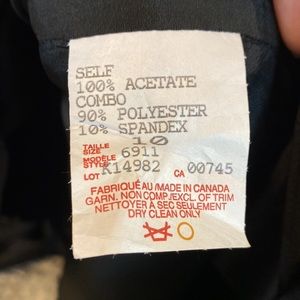 SELF
100% ACETATE
COMBO
90% POLYESTER
10% SPANDEX
TAILLE SIZE 10
MODÈLE STYLE 6911
LOT K14982 CA 00745
FABRIQUÉ AU/MADE IN CANADA
GARN. NON COMP./EXCL. OF TRIM
NETTOYER À SEC SEULEMENT
DRY CLEAN ONLY